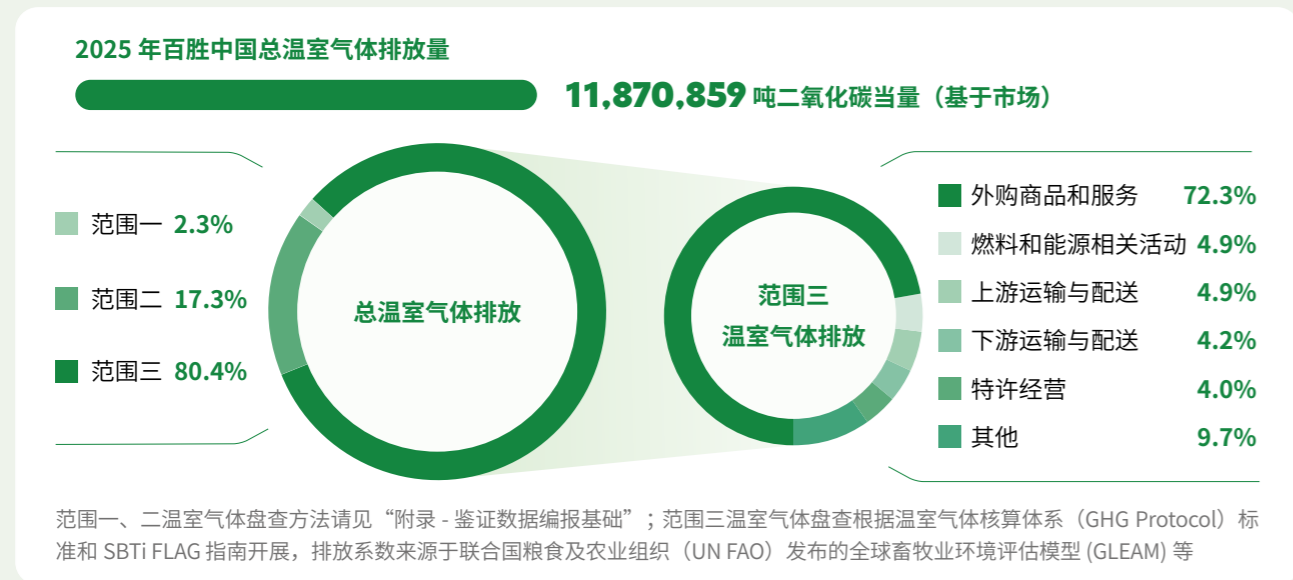 2025 年百胜中国总温室气体排放量
11,870,859 吨二氧化碳当量（基于市场）
范围一 2.3%
范围二 17.3%
范围三 80.4%
总温室气体排放
范围三
温室气体排放
外购商品和服务 72.3%
燃料和能源相关活动 4.9%
上游运输与配送 4.9%
下游运输与配送 4.2%
特许经营 4.0%
其他 9.7%
范围一、二温室气体盘查方法请见“附录 - 鉴证数据编报基础”；范围三温室气体盘查根据温室气体核算体系（GHG Protocol）标
准和 SBTi FLAG 指南开展，排放系数来源于联合国粮食及农业组织（UN FAO）发布的全球畜牧业环境评估模型 (GLEAM) 等